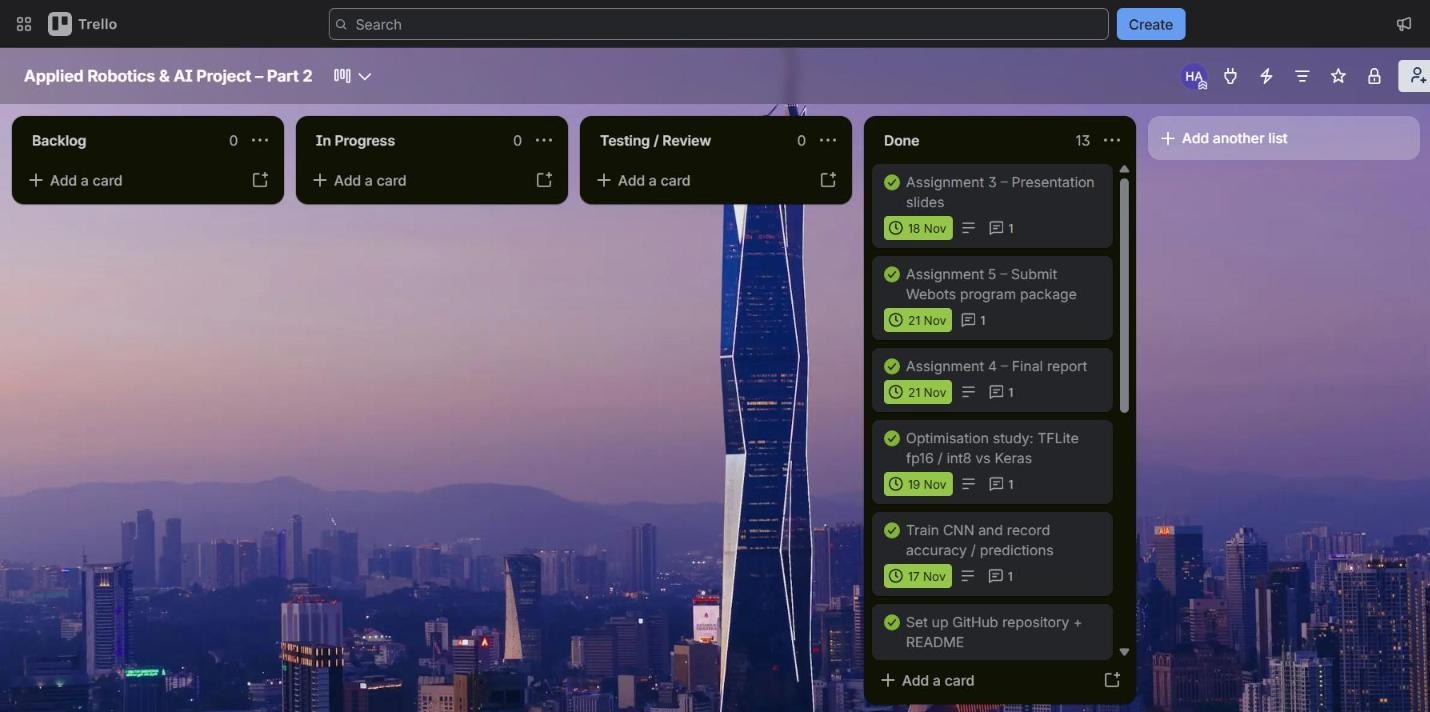 Trello
Search
Create
Applied Robotics & AI Project – Part 2
HA
Backlog
0
Add a card
In Progress
0
Add a card
Testing / Review
0
Add a card
Done
13
Assignment 3 – Presentation
slides
18 Nov
1
Assignment 5 – Submit
Webots program package
21 Nov
1
Assignment 4 – Final report
21 Nov
1
Optimisation study: TFLite
fp16 / int8 vs Keras
19 Nov
1
Train CNN and record
accuracy / predictions
17 Nov
1
Set up GitHub repository +
README
Add a card
Add another list